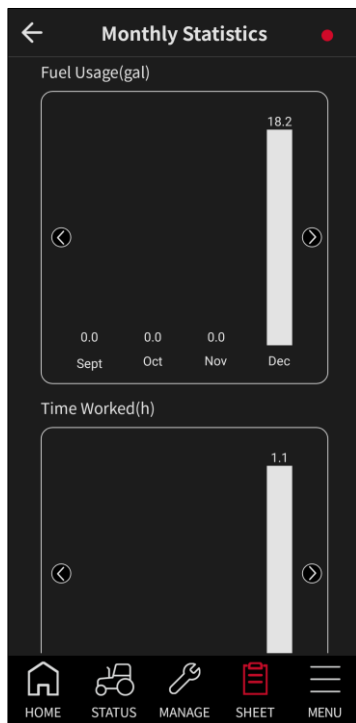 Monthly Statistics
Fuel Usage(gal)
18.2
0.0 0.0 0.0
Sept Oct Nov Dec
Time Worked(h)
1.1
HOME STATUS MANAGE SHEET MENU